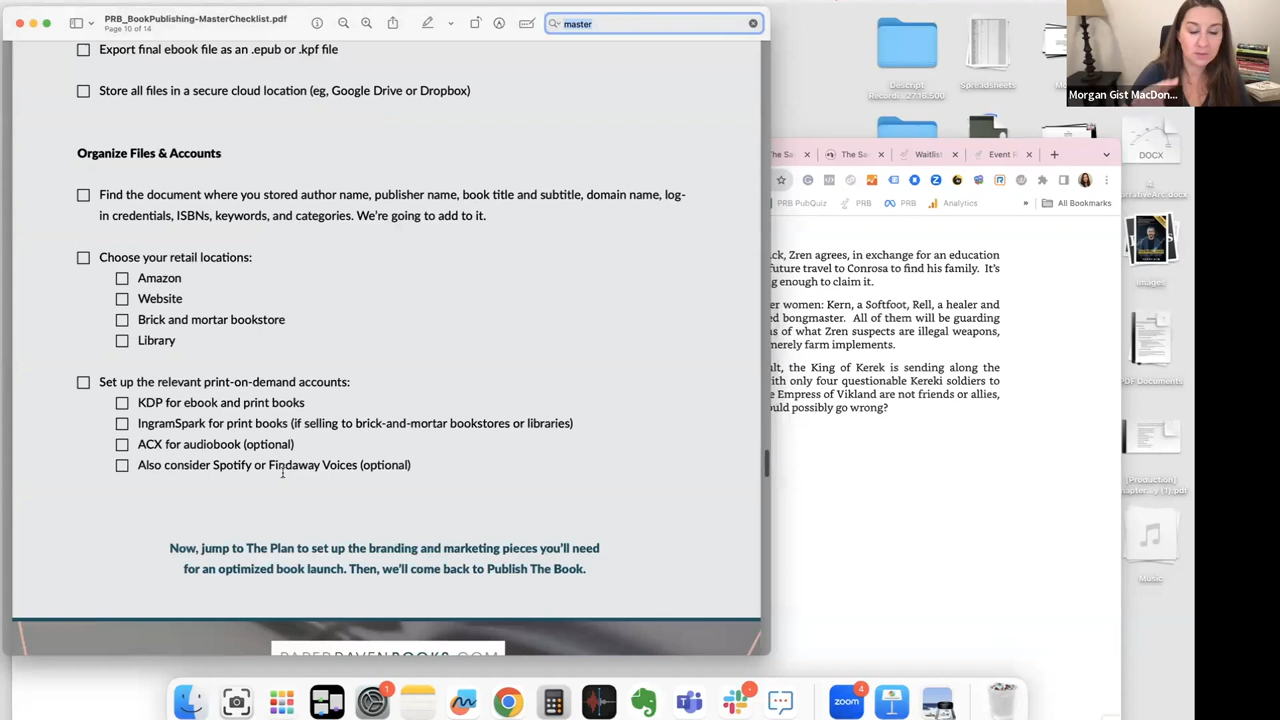 PRB_BookPublishing-MasterChecklist.pdf
Page 10 of 14
master
Export final ebook file as an .epub or .kpf file
Store all files in a secure cloud location (eg, Google Drive or Dropbox)
Organize Files & Accounts
Find the document where you stored author name, publisher name, book title and subtitle, domain name, log-
in credentials, ISBNs, keywords, and categories. We're going to add to it.
Choose your retail locations:
Amazon
Website
Brick and mortar bookstore
Library
Set up the relevant print-on-demand accounts:
KDP for ebook and print books
IngramSpark for print books (if selling to brick-and-mortar bookstores or libraries)
ACX for audiobook (optional)
Also consider Spotify or Findaway Voices (optional)
Now, jump to The Plan to set up the branding and marketing pieces you'll need
for an optimized book launch. Then, we'll come back to Publish The Book.
Morgan Gist MacDon...
Descript
Record... 2716.500
Spreadsheets
The Sa
Waitlist
Event R
PRB PubQuiz
PRB
PRB
Analytics
»
All Bookmarks
ck, Zren agrees, in exchange for an education
future travel to Conrosa to find his family. It's
g enough to claim it.
er women: Kern, a Softfoot, Rell, a healer and
ed bongmaster. All of them will be guarding
s of what Zren suspects are illegal weapons,
merely farm implements.
ult, the King of Kerek is sending along the
ith only four questionable Kereki soldiers to
e Empress of Vikland are not friends or allies,
ould possibly go wrong?
DOCX
Images
PDF Documents
[Production]
Music
1
zoom
4